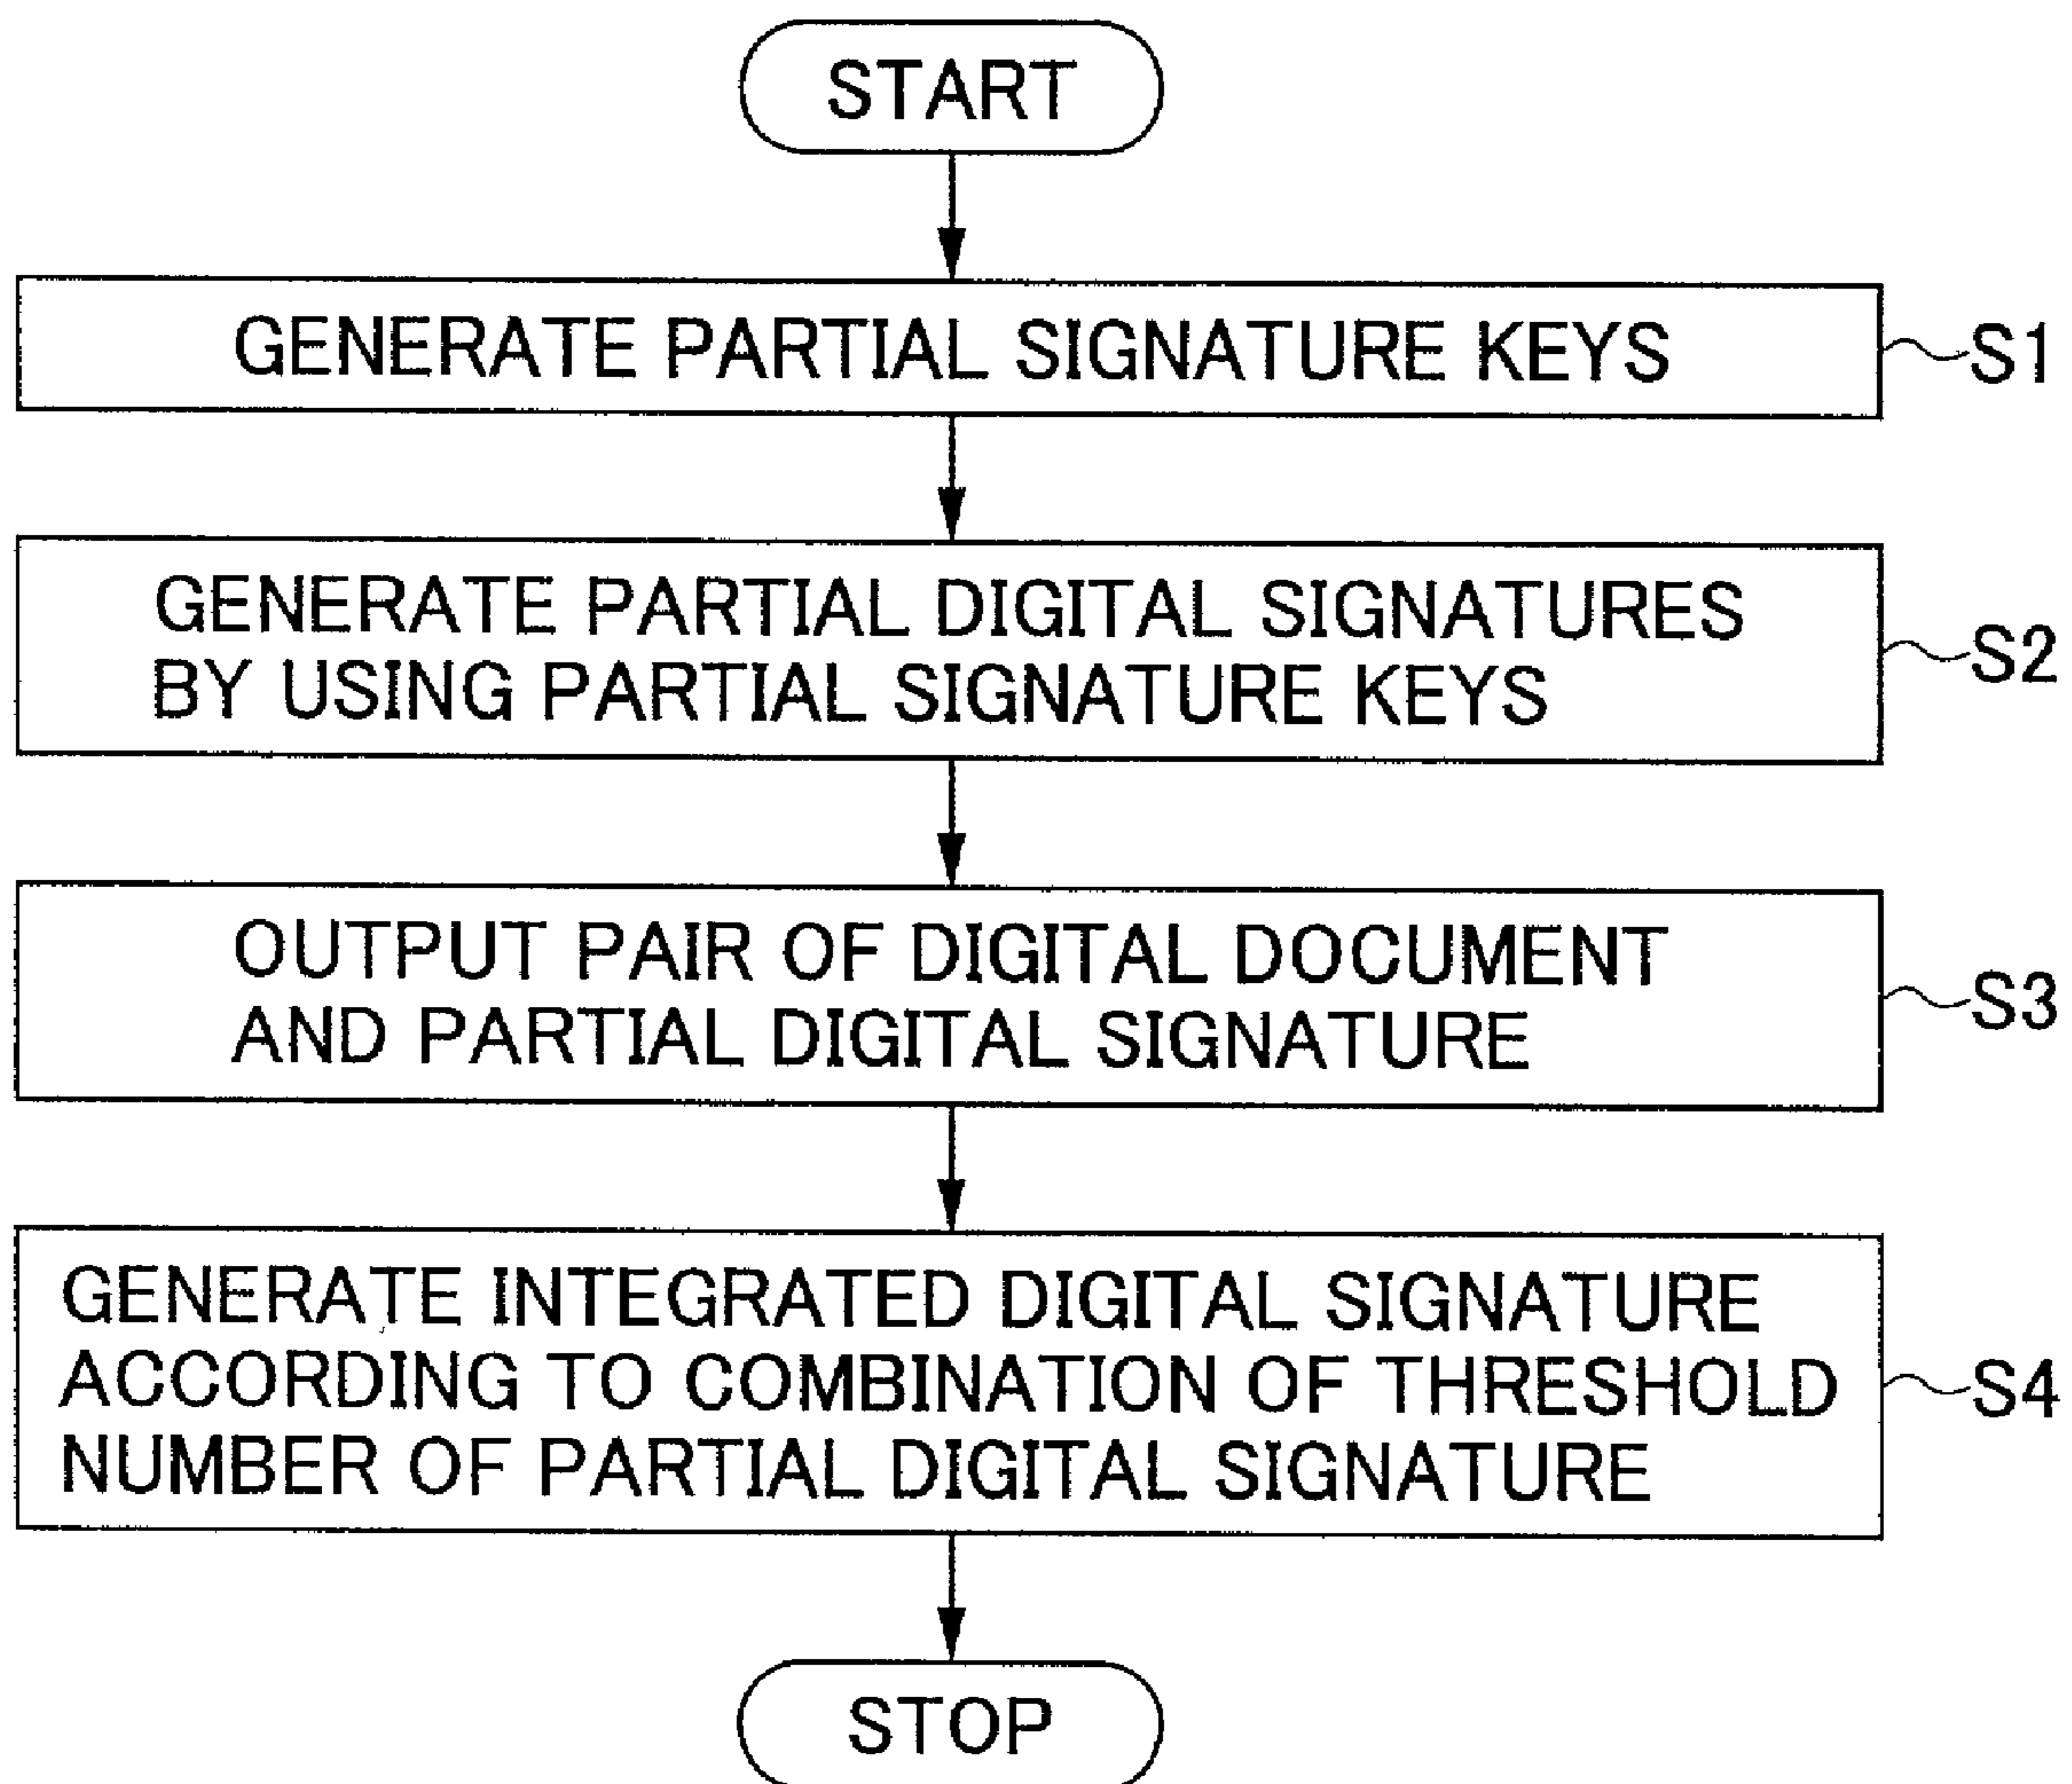 START
GENERATE PARTIAL SIGNATURE KEYS
S1
GENERATE PARTIAL DIGITAL SIGNATURES
BY USING PARTIAL SIGNATURE KEYS
S2
OUTPUT PAIR OF DIGITAL DOCUMENT
AND PARTIAL DIGITAL SIGNATURE
S3
GENERATE INTEGRATED DIGITAL SIGNATURE
ACCORDING TO COMBINATION OF THRESHOLD
NUMBER OF PARTIAL DIGITAL SIGNATURE
S4
STOP